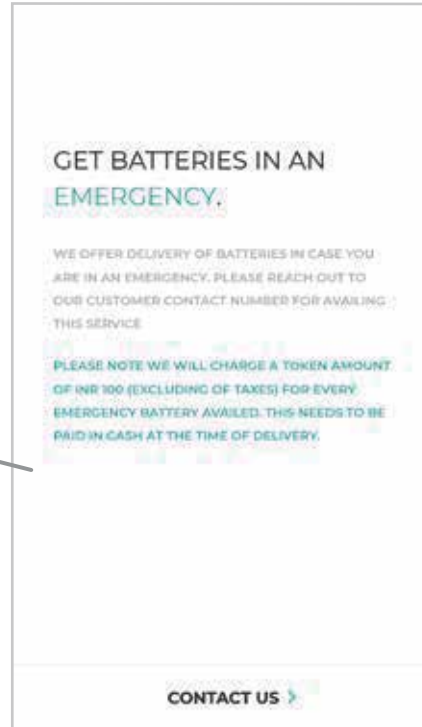 GET BATTERIES IN AN
EMERGENCY.
WE OFFER DELIVERY OF BATTERIES IN CASE YOU
ARE IN AN EMERGENCY. PLEASE REACH OUT TO
OUR CUSTOMER CONTACT NUMBER FOR AVAILING
THIS SERVICE
PLEASE NOTE WE WILL CHARGE A TOKEN AMOUNT
OF INR 100 (EXCLUDING OF TAXES) FOR EVERY
EMERGENCY BATTERY AVAILED. THIS NEEDS TO BE
PAID IN CASH AT THE TIME OF DELIVERY.
CONTACT US >